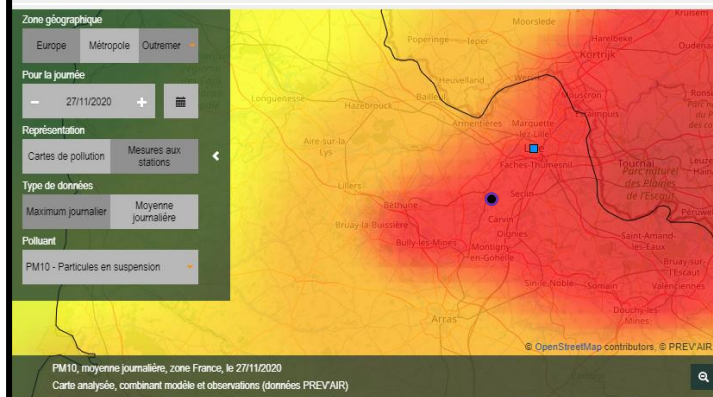 Zone géographique
Europe Métropole Outremer
Pour la journée
− 27/11/2020 +
Représentation
Cartes de pollution Mesures aux stations
Type de données
Maximum journalier Moyenne journalière
Polluant
PM10 - Particules en suspension
Moorslede
Poperinge Ieper
Harelbeke
Kortrijk
Heuvelland
Longuenesse
Hazebrouck
Bailleul
Mouscron
Estaimpuis
Armentières
Marquette
-lez-Lille
Aire-sur-la
-Lys
Faches-Thumesnil
Tournai
Parc naturel
des Plaines
de l'Escaut
Lillers
Béthune
Seclin
Bruay-la-Buissière
Carvin
Oignies
Bully-les-Mines
Montigny
-en-Gohelle
Saint-Amand-
les-Eaux
Bruay-sur-
l'Escaut
Sin-le-Noble
Somain
Valenciennes
Douchy-les-
Mines
Arras
© OpenStreetMap contributors, © PREV'AIR
PM10, moyenne journalière, zone France, le 27/11/2020
Carte analysée, combinant modèle et observations (données PREV'AIR)